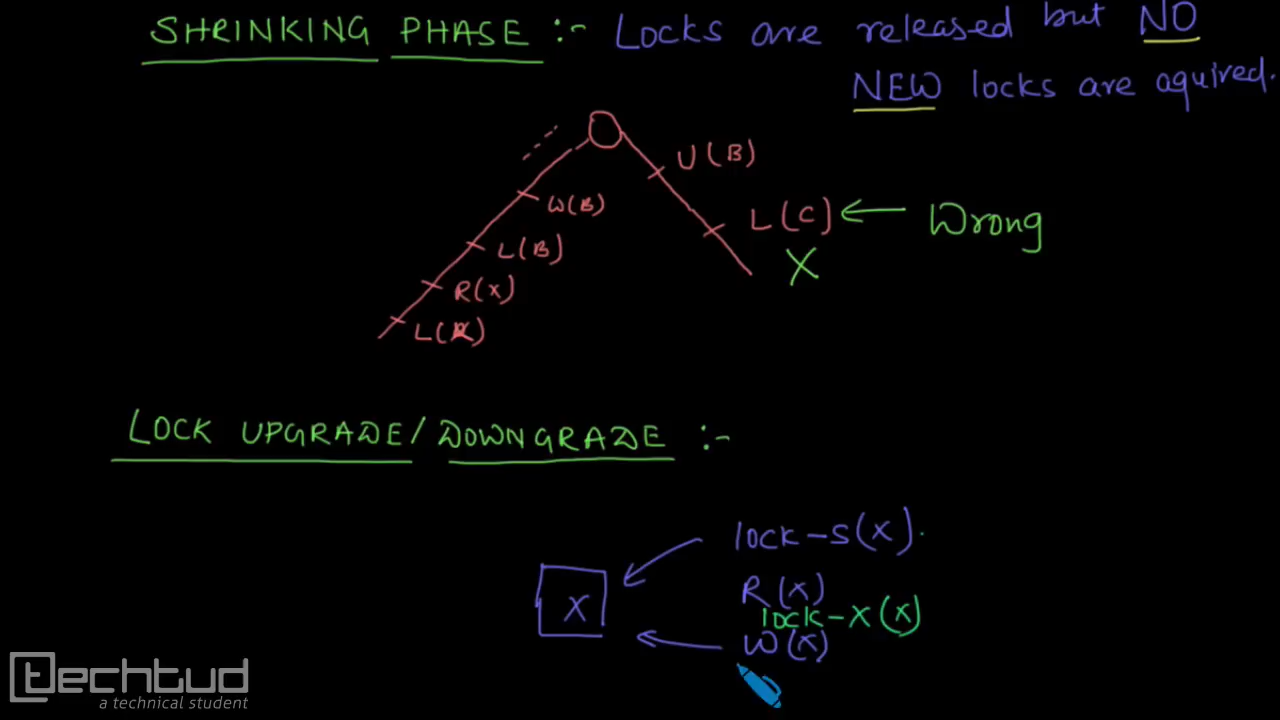 SHRINKING PHASE :- Locks are released but NO
NEW locks are aquired.
U(B)
W(B)
L(C) ← Wrong
L(B)
X
R(X)
L(X)
LOCK UPGRADE/DOWNGRADE :-
lock-S(X).
R(X)
X
lock-X(X)
W(X)
techtud
a technical student